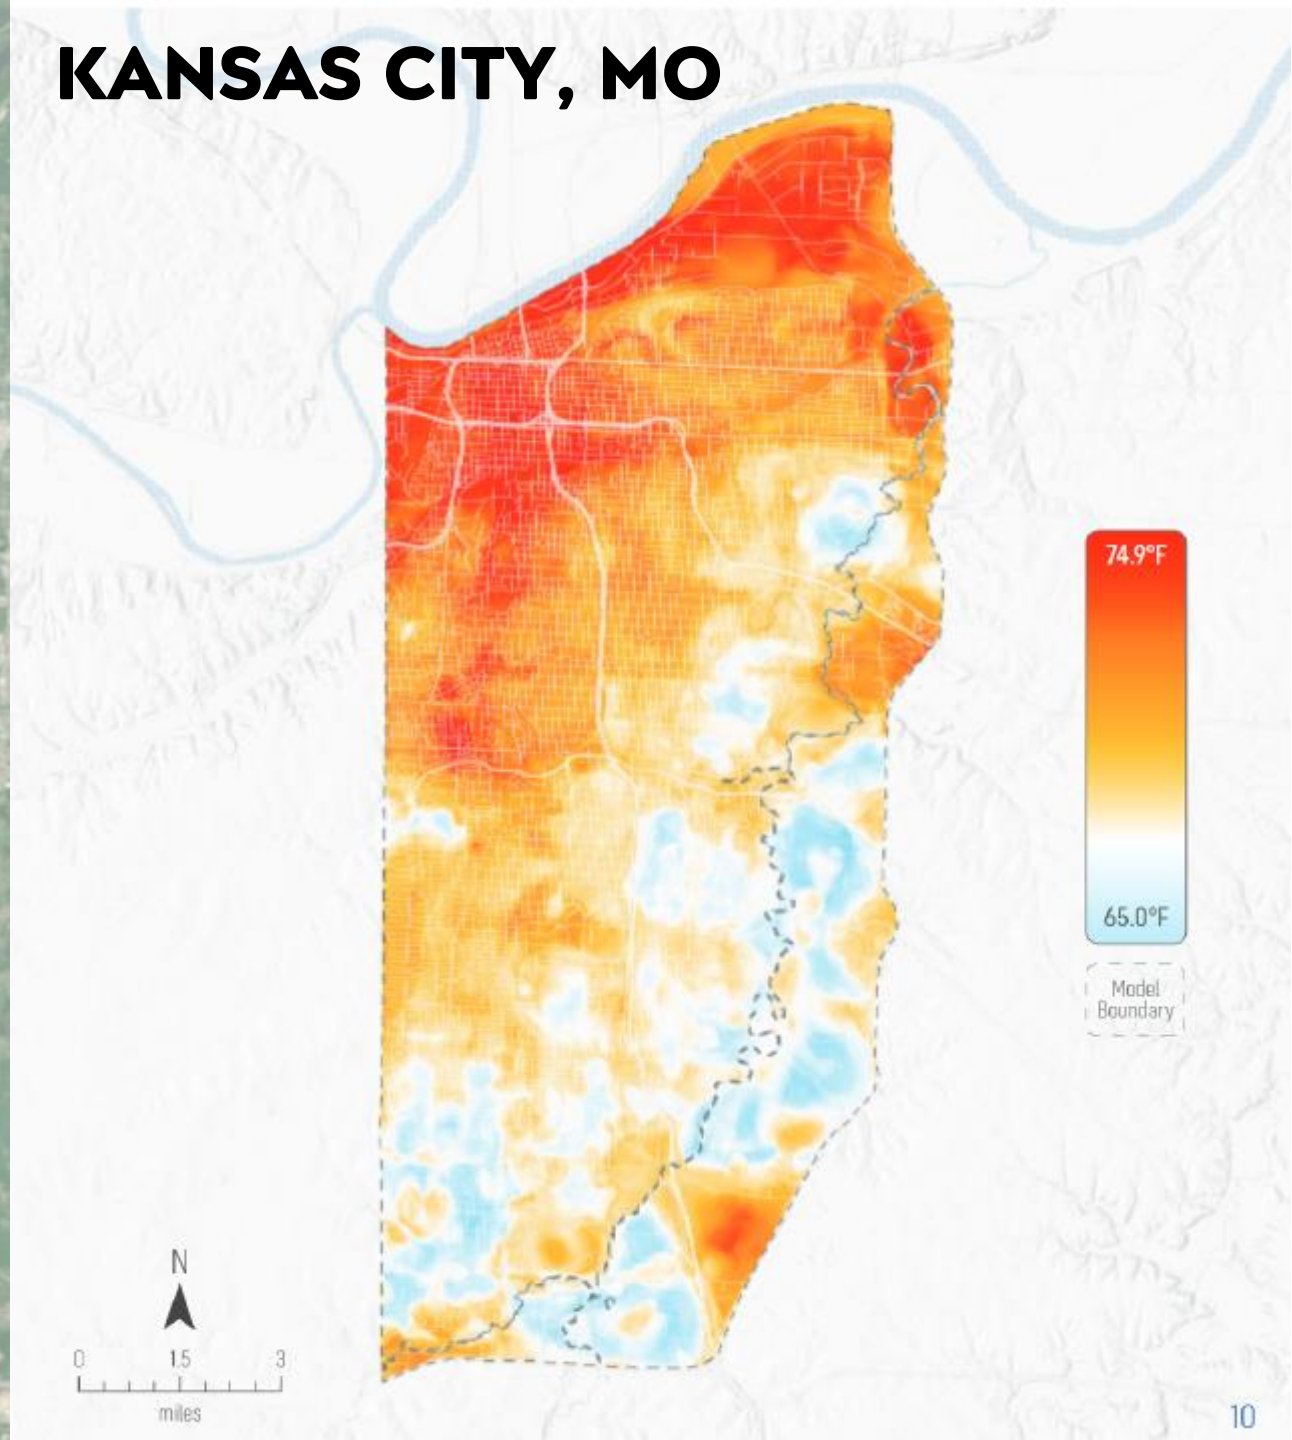 KANSAS CITY, MO
74.9°F
65.0°F
Model
Boundary
N
0 1.5 3
miles
10